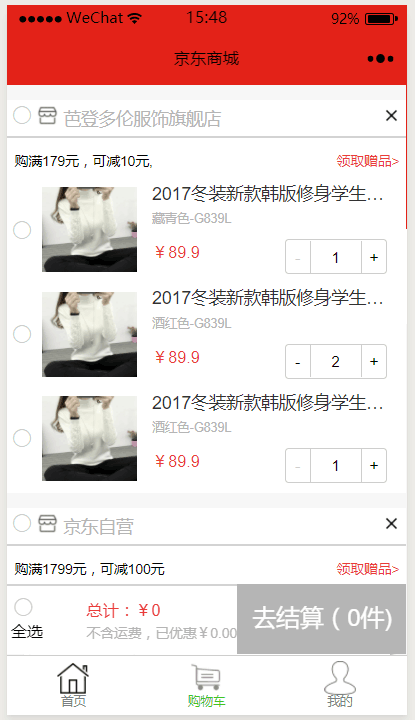 WeChat 15:48 92%
京东商城
芭登多伦服饰旗舰店 ×
购满179元，可减10元, 领取赠品>
2017冬装新款韩版修身学生...
藏青色-G839L
￥89.9 - 1 +
2017冬装新款韩版修身学生...
酒红色-G839L
￥89.9 - 2 +
2017冬装新款韩版修身学生...
酒红色-G839L
￥89.9 - 1 +
京东自营 ×
购满1799元，可减100元 领取赠品>
总计：￥0
去结算（0件)
全选 不含运费，已优惠￥0.00
首页 购物车 我的